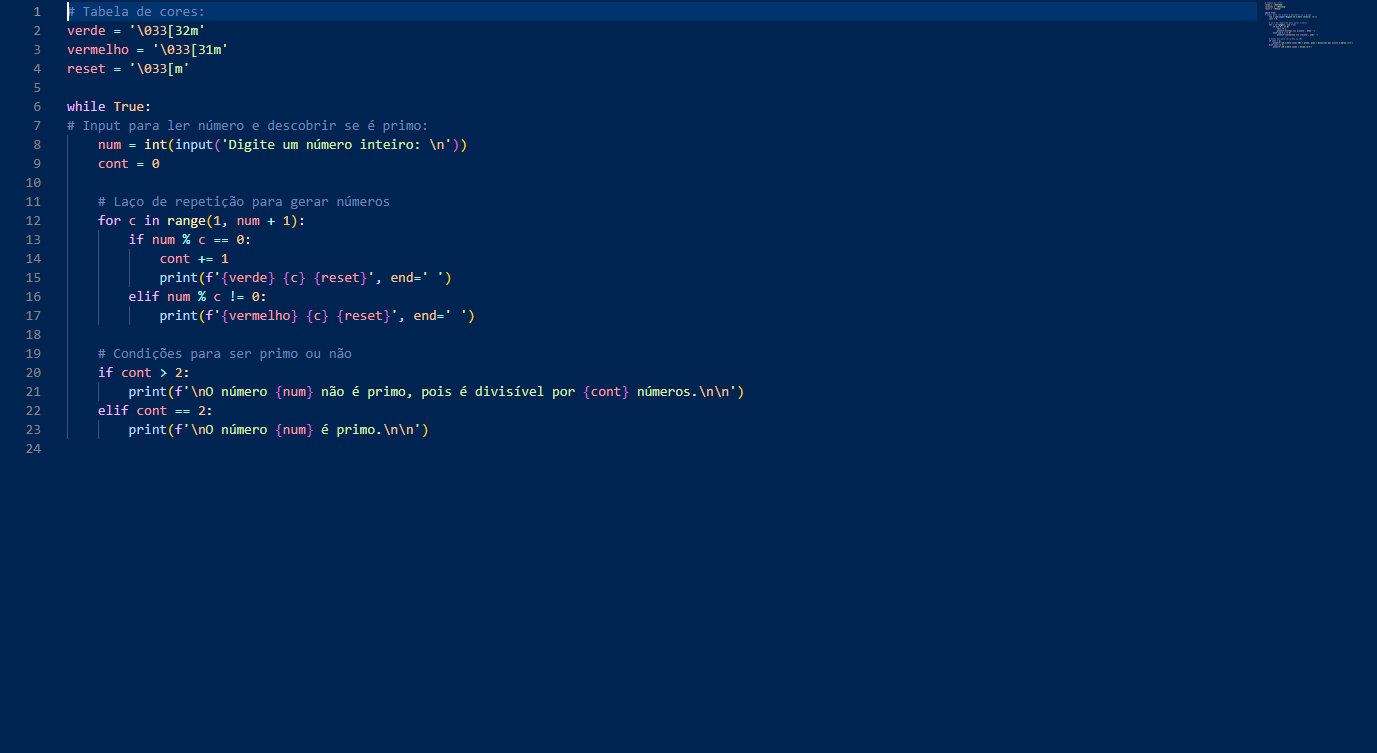 1 # Tabela de cores:
2 verde = '\033[32m'
3 vermelho = '\033[31m'
4 reset = '\033[m'
5
6 while True:
7 # Input para ler número e descobrir se é primo:
8     num = int(input('Digite um número inteiro: \n'))
9     cont = 0
10
11     # Laço de repetição para gerar números
12     for c in range(1, num + 1):
13         if num % c == 0:
14             cont += 1
15             print(f'{verde} {c} {reset}', end=' ')
16         elif num % c != 0:
17             print(f'{vermelho} {c} {reset}', end=' ')
18
19     # Condições para ser primo ou não
20     if cont > 2:
21         print(f'\nO número {num} não é primo, pois é divisível por {cont} números.\n\n')
22     elif cont == 2:
23         print(f'\nO número {num} é primo.\n\n')
24